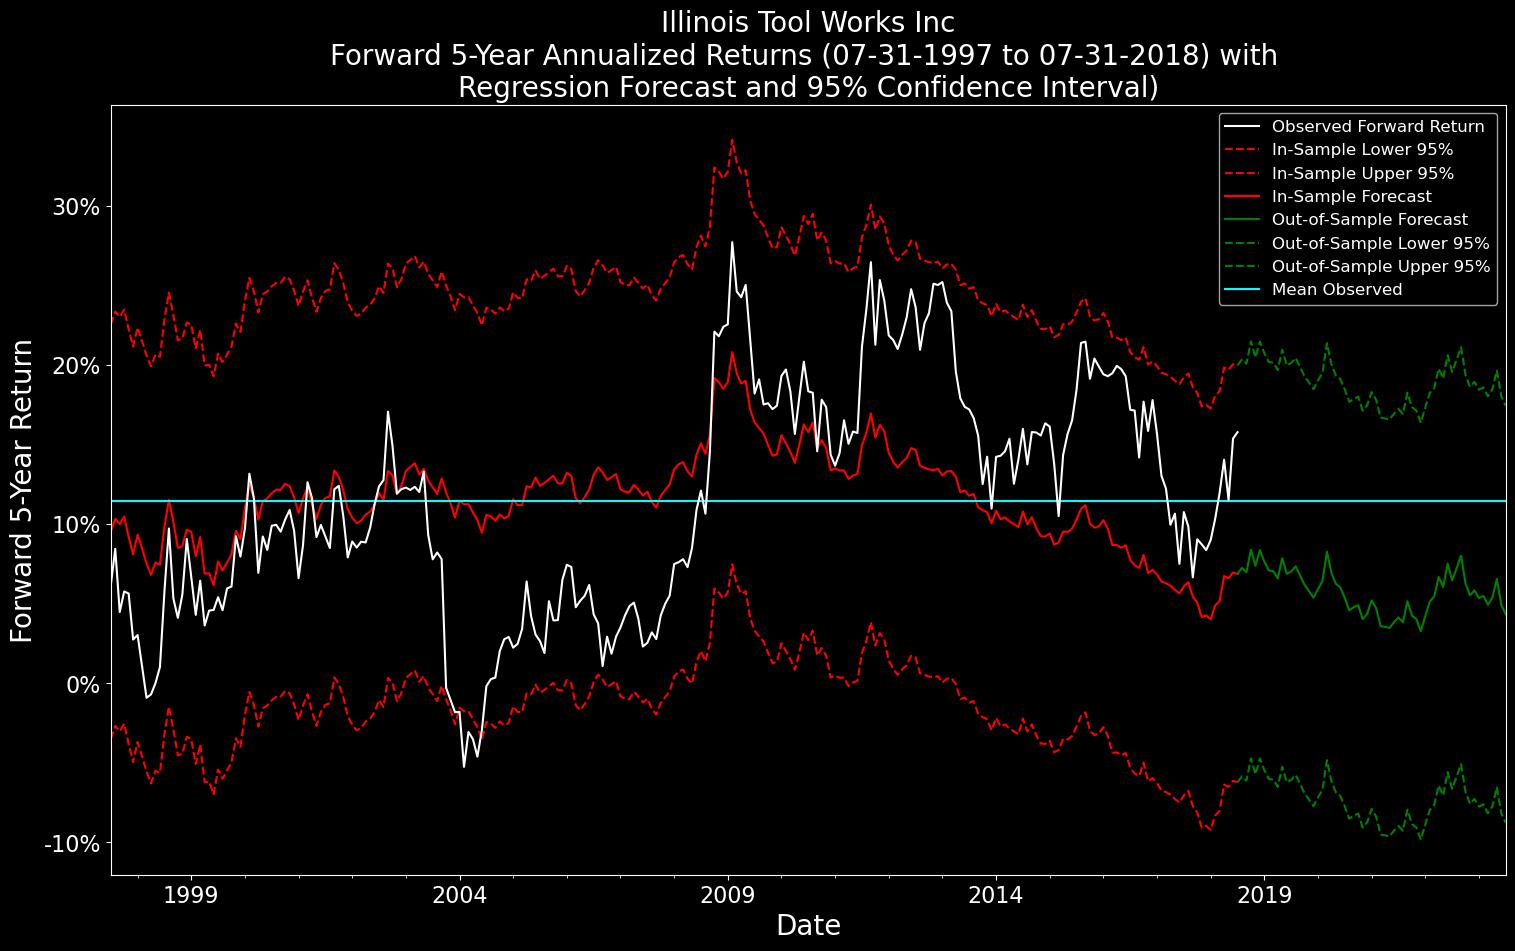 Illinois Tool Works Inc
Forward 5-Year Annualized Returns (07-31-1997 to 07-31-2018) with
Regression Forecast and 95% Confidence Interval)
Observed Forward Return
In-Sample Lower 95%
In-Sample Upper 95%
In-Sample Forecast
Out-of-Sample Forecast
Out-of-Sample Lower 95%
Out-of-Sample Upper 95%
Mean Observed
Forward 5-Year Return
30%
20%
10%
0%
-10%
1999
2004
2009
2014
2019
Date